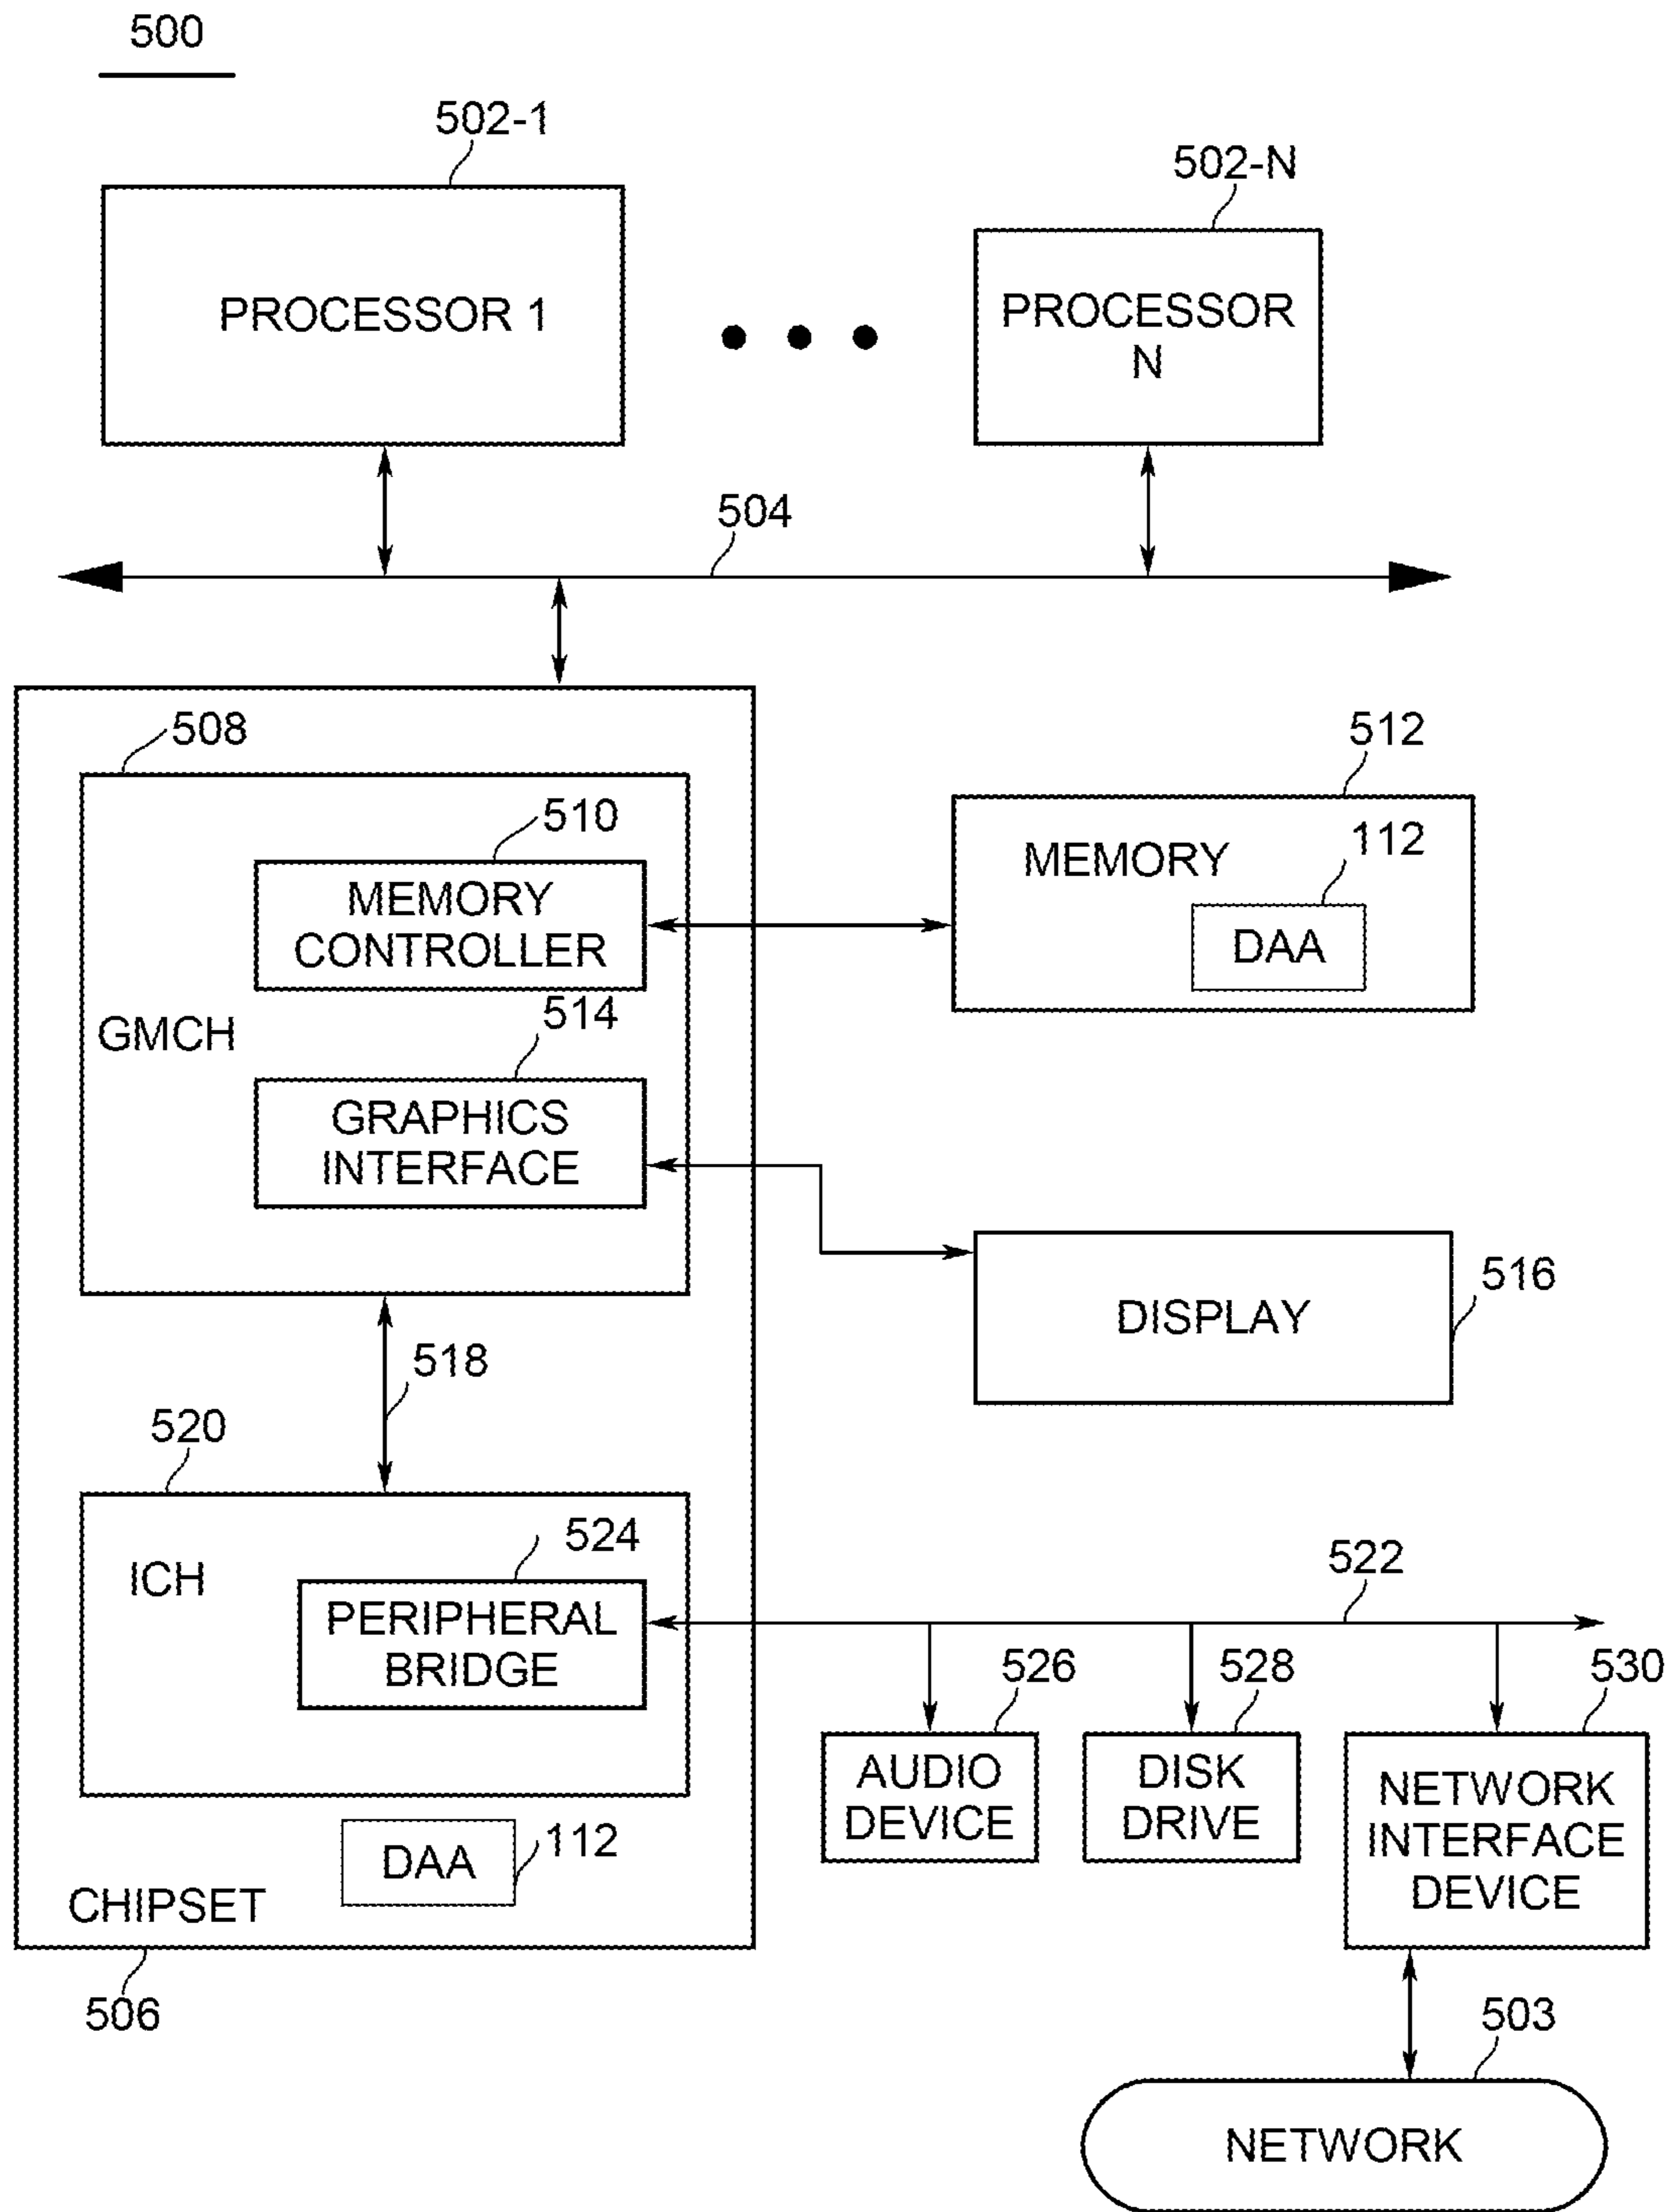 500
502-1
502-N
PROCESSOR 1
PROCESSOR
N
504
508
512
510
112
MEMORY
CONTROLLER
MEMORY
DAA
GMCH
514
GRAPHICS
INTERFACE
516
DISPLAY
518
520
524
522
ICH
PERIPHERAL
BRIDGE
526
528
530
AUDIO
DEVICE
DISK
DRIVE
NETWORK
INTERFACE
DEVICE
DAA
112
CHIPSET
506
503
NETWORK